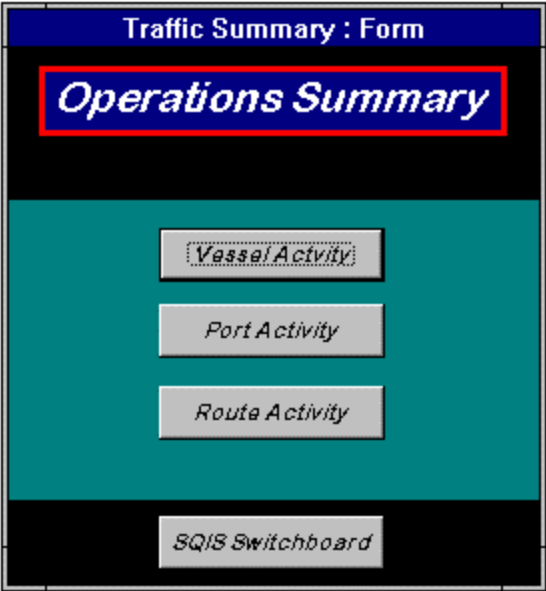 Traffic Summary : Form
Operations Summary
Vessel Actvity
Port Activity
Route Activity
SQIS Switchboard